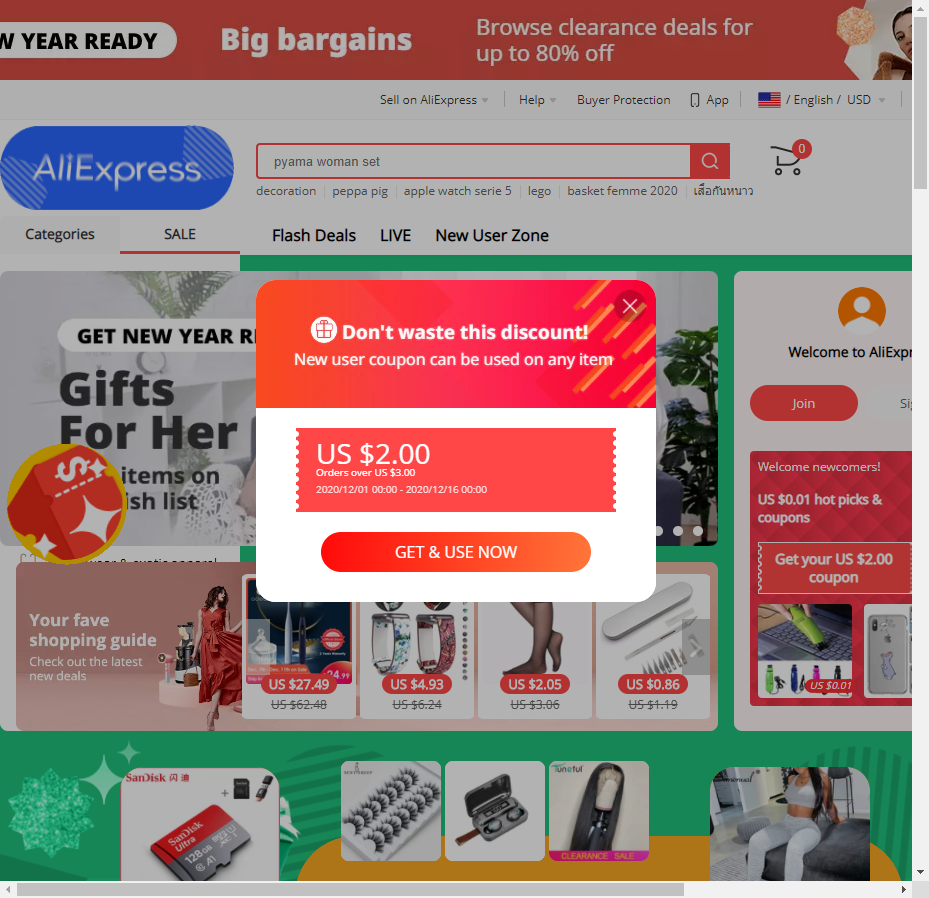 W YEAR READY
Big bargains
Browse clearance deals for
up to 80% off
Sell on AliExpress
Help
Buyer Protection
App
/ English / USD
AliExpress
pyama woman set
0
decoration
peppa pig
apple watch serie 5
lego
basket femme 2020
เสื้อกันหนาว
Categories
SALE
Flash Deals
LIVE
New User Zone
GET NEW YEAR R
Gifts
For Her
items on
ish list
Don't waste this discount!
New user coupon can be used on any item
US $2.00
Orders over US $3.00
2020/12/01 00:00 - 2020/12/16 00:00
GET & USE NOW
Welcome to AliExpr
Join
Sig
Welcome newcomers!
US $0.01 hot picks &
coupons
Get your US $2.00
coupon
US $0.01
Your fave
shopping guide
Check out the latest
new deals
US $27.49
US $62.48
US $4.93
US $6.24
US $2.05
US $3.06
US $0.86
US $1.19
SanDisk 闪迪
SanDisk
Ultra
128GB
A1
Tuneful
CLEARANCE SALE